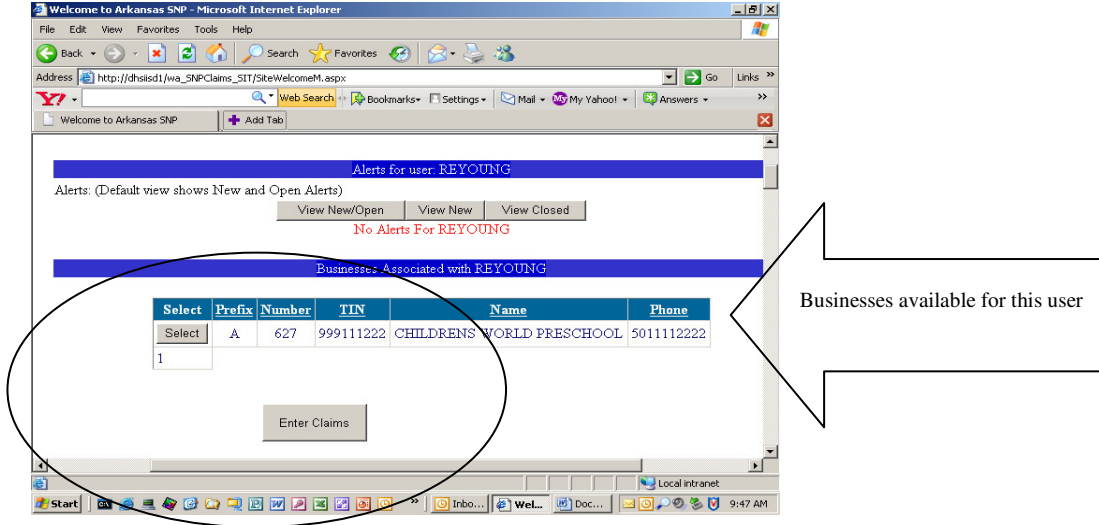 Welcome to Arkansas SNP - Microsoft Internet Explorer
File Edit View Favorites Tools Help
Back Search Favorites
Address http://dhsiisd1/wa_SNPClaims_SIT/SiteWelcomeM.aspx Go Links »
Y! Web Search Bookmarks Settings Mail My Yahoo! Answers »
Welcome to Arkansas SNP Add Tab
Alerts for user: REYOUNG
Alerts: (Default view shows New and Open Alerts)
View New/Open View New View Closed
No Alerts For REYOUNG
Businesses Associated with REYOUNG
Select Prefix Number TIN Name Phone
Select A 627 999111222 CHILDRENS WORLD PRESCHOOL 5011112222
1
Enter Claims
Businesses available for this user
Local intranet
Start » Inbo... Wel... Doc... 9:47 AM